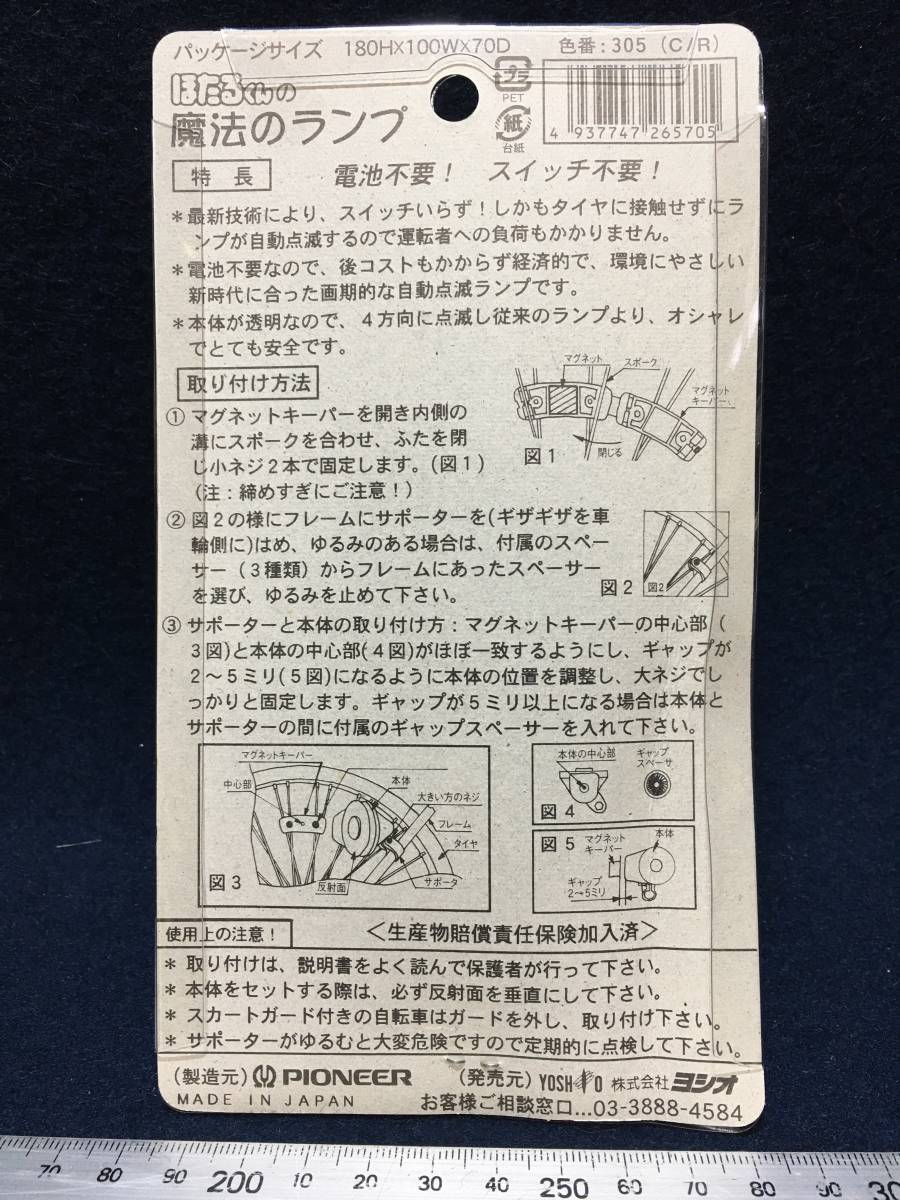 パッケージサイズ 180H×100W×70D 色番:305(C/R)
ほたるくんの
魔法のランプ
プラ
PET
紙
台紙
4 937747 265705
特長
電池不要! スイッチ不要!
*最新技術により、スイッチいらず!しかもタイヤに接触せずにラ
ンプが自動点滅するので運転者への負荷もかかりません。
*電池不要なので、後コストもかからず経済的で、環境にやさしい
新時代に合った画期的な自動点滅ランプです。
*本体が透明なので、4方向に点滅し従来のランプより、オシャレ
でとても安全です。
取り付け方法
① マグネットキーパーを開き内側の
溝にスポークを合わせ、ふたを閉
じ小ネジ2本で固定します。(図1)
(注:締めすぎにご注意!)
マグネット
スポーク
マグネット
キーパー
閉じる
図1
② 図2の様にフレームにサポーターを(ギザギザを車
輪側に)はめ、ゆるみのある場合は、付属のスペー
サー(3種類)からフレームにあったスペーサー
を選び、ゆるみを止めて下さい。
図2
図2
③ サポーターと本体の取り付け方:マグネットキーパーの中心部(
3図)と本体の中心部(4図)がほぼ一致するようにし、ギャップが
2〜5ミリ(5図)になるように本体の位置を調整し、大ネジでし
っかりと固定します。ギャップが5ミリ以上になる場合は本体と
サポーターの間に付属のギャップスペーサーを入れて下さい。
マグネットキーパー
中心部
本体
大きい方のネジ
フレーム
タイヤ
サポータ
反射面
図3
本体の中心部
ギャップ
スペーサ
図4
図5
マグネット
キーパー
本体
ギャップ
2→5ミリ
使用上の注意!
<生産物賠償責任保険加入済>
* 取り付けは、説明書をよく読んで保護者が行って下さい。
* 本体をセットする際は、必ず反射面を垂直にして下さい。
* スカートガード付きの自転車はガードを外し、取り付け下さい。
* サポーターがゆるむと大変危険ですので定期的に点検して下さい。
(製造元) PIONEER (発売元) YOSHIO 株式会社ヨシオ
MADE IN JAPAN お客様ご相談窓口…03-3888-4584
70 80 90 200 10 20 30 40 250 60 70 80 90 30